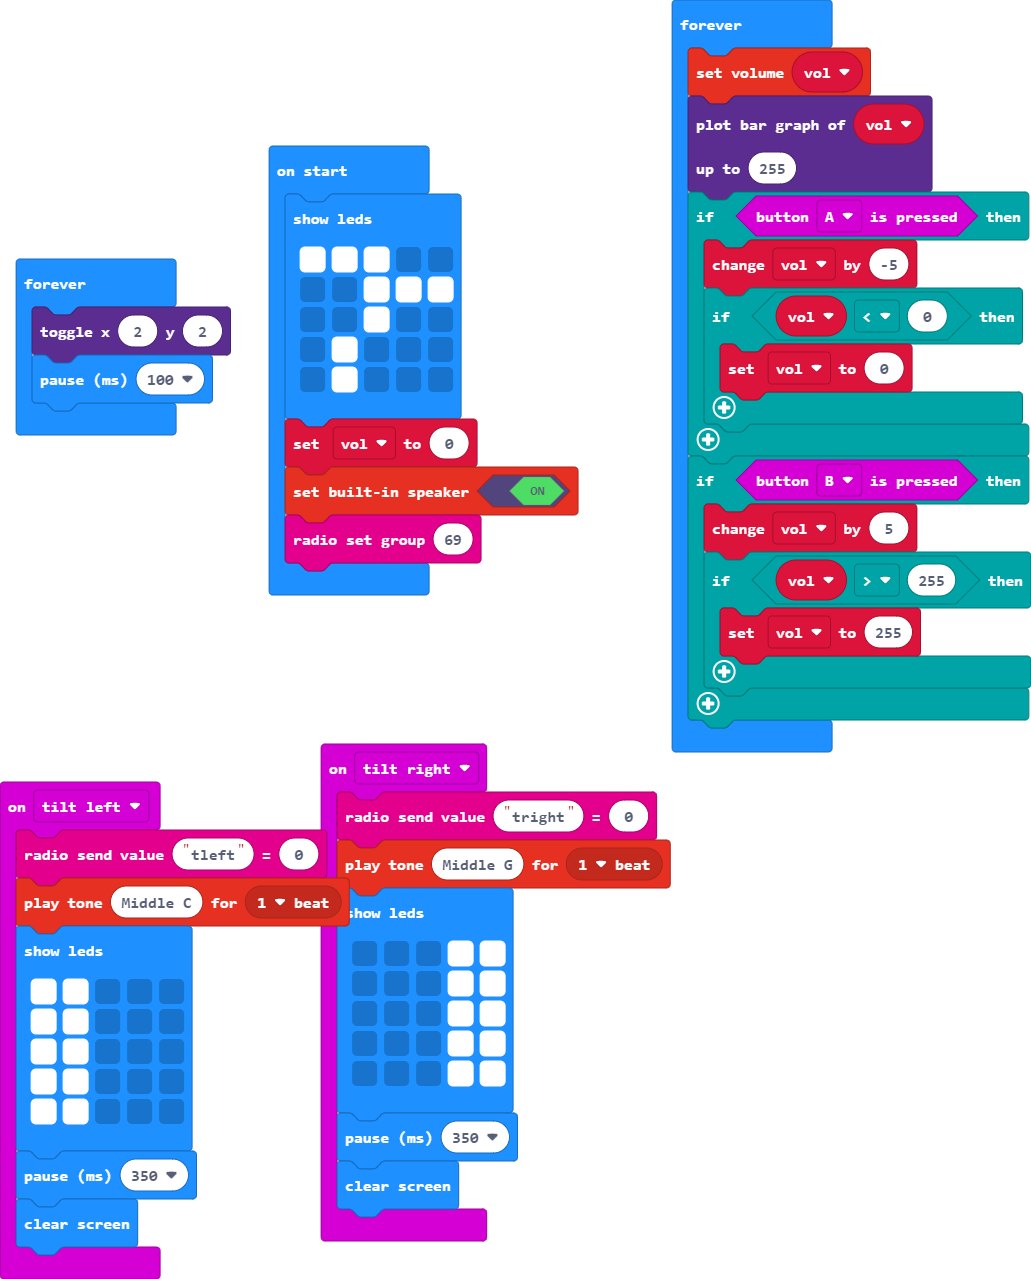 forever
toggle x 2 y 2
pause (ms) 100
on start
show leds
set vol to 0
set built-in speaker ON
radio set group 69
forever
set volume vol
plot bar graph of vol
up to 255
if button A is pressed then
change vol by -5
if vol < 0 then
set vol to 0
if button B is pressed then
change vol by 5
if vol > 255 then
set vol to 255
on tilt left
radio send value "tleft" = 0
play tone Middle C for 1 beat
show leds
pause (ms) 350
clear screen
on tilt right
radio send value "tright" = 0
play tone Middle G for 1 beat
show leds
pause (ms) 350
clear screen